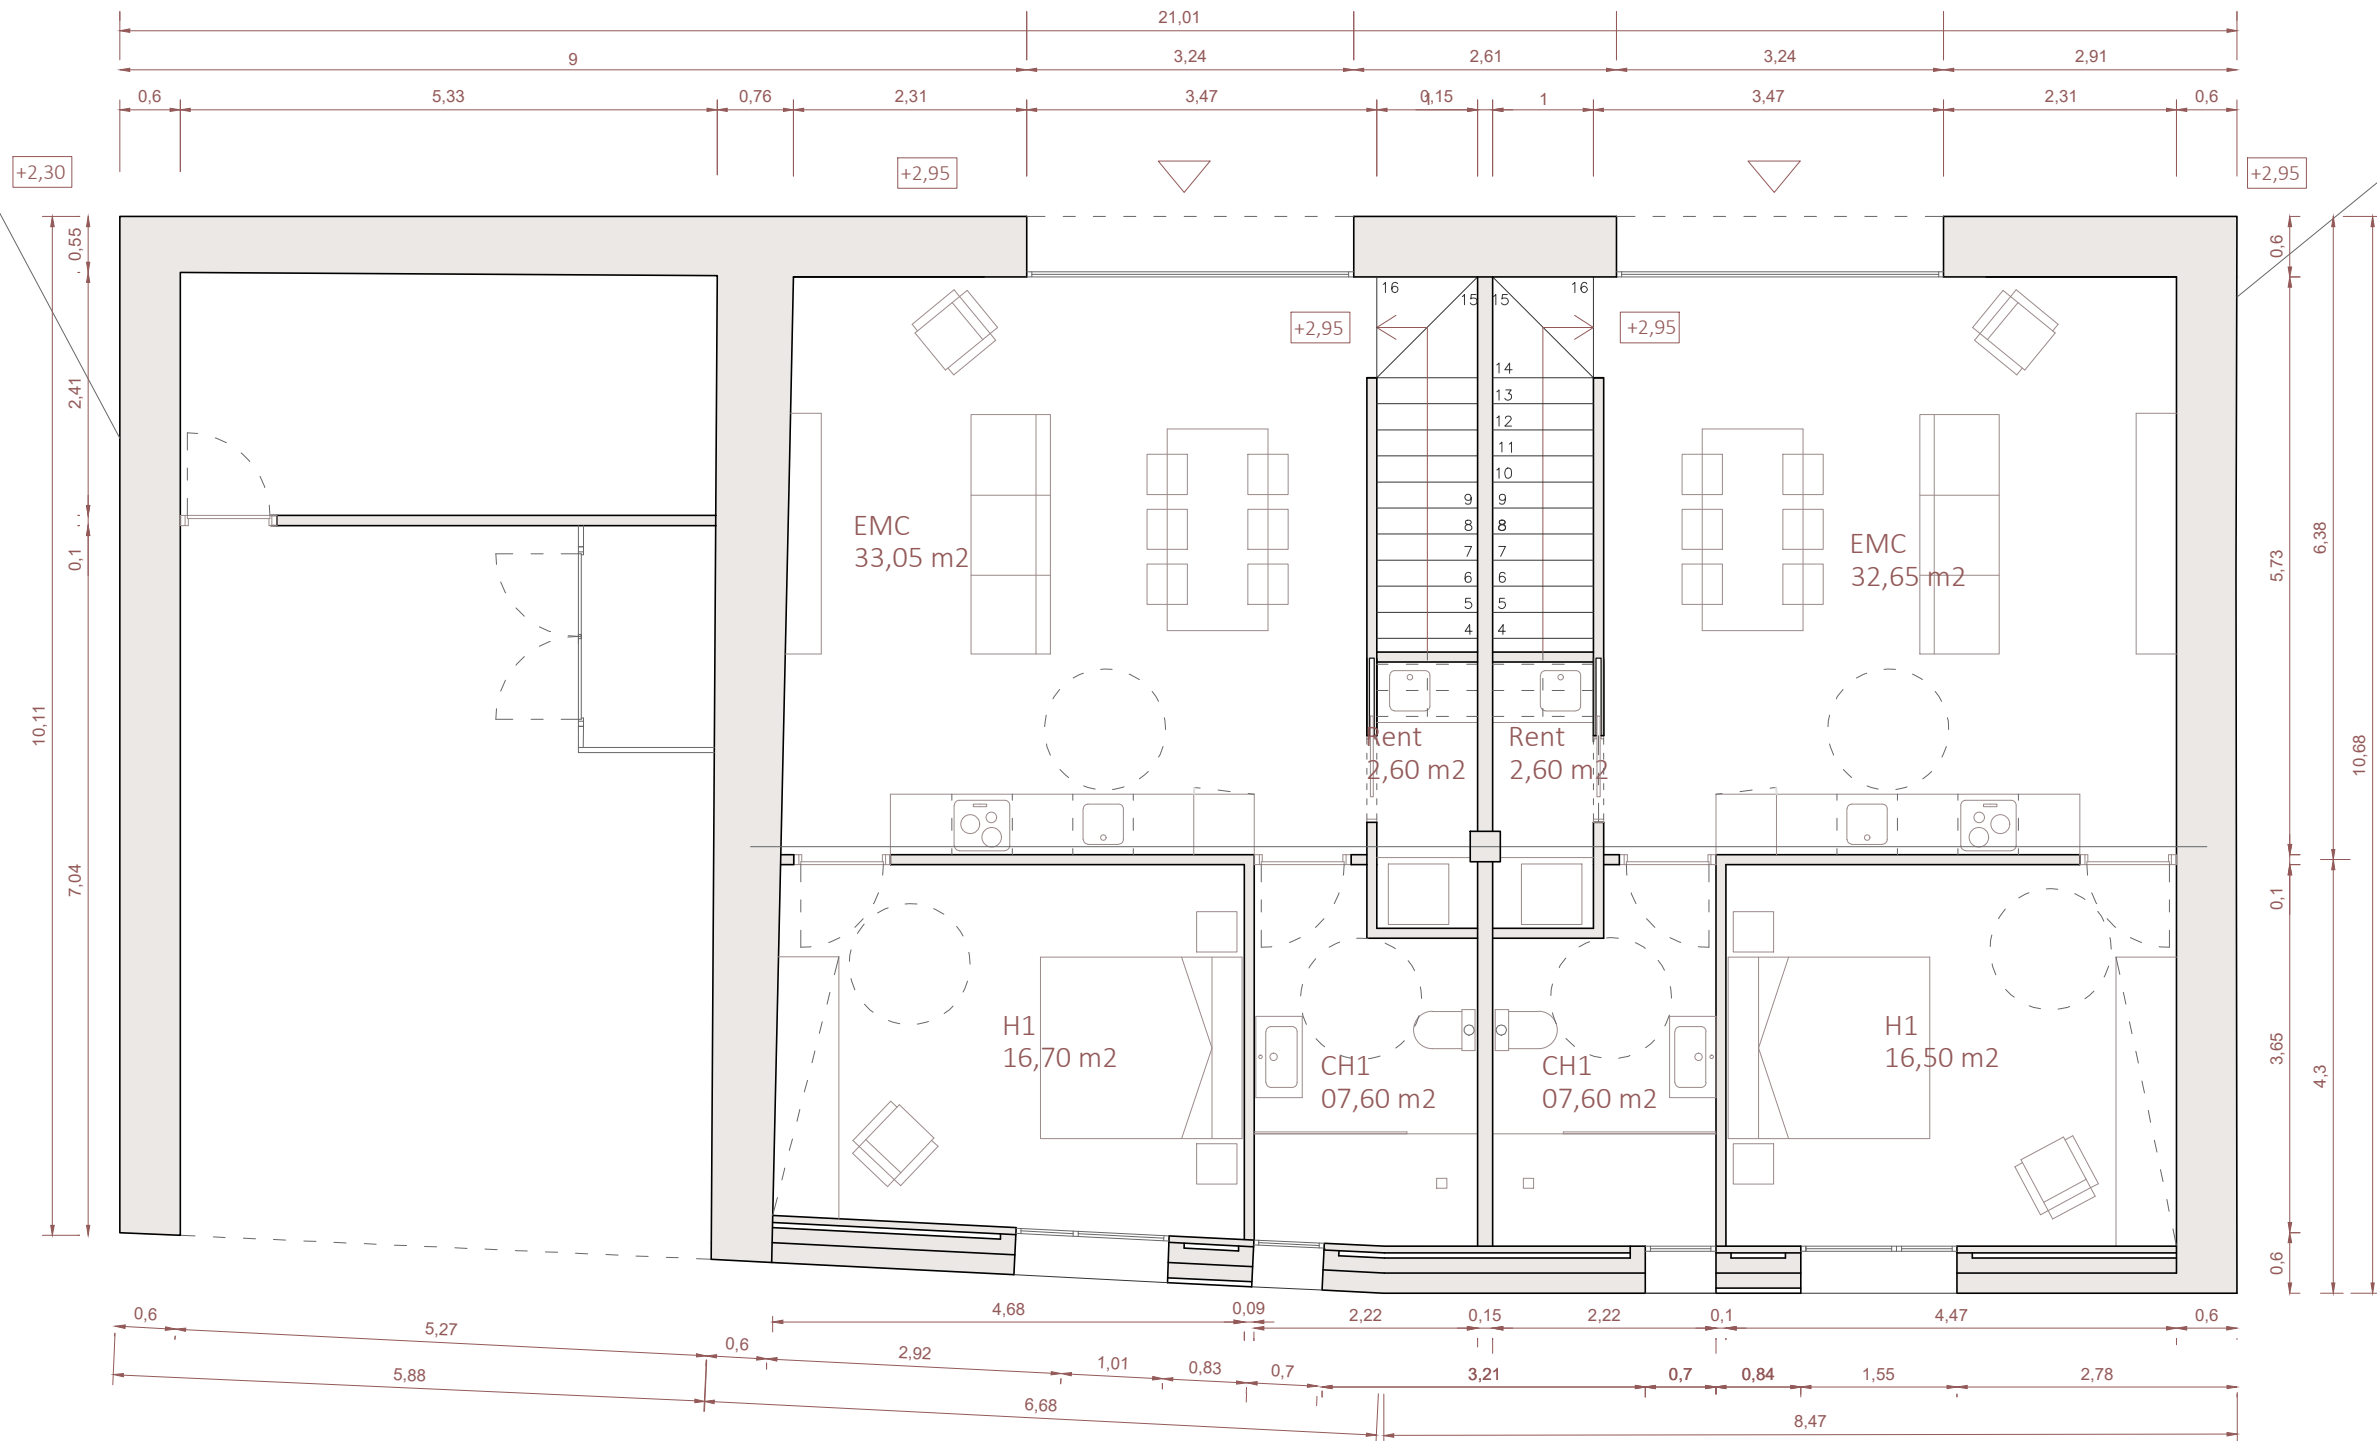 21,01
9 3,24 2,61 3,24 2,91
0,6 5,33 0,76 2,31 3,47 1 0,15 1 3,47 2,31 0,6
+2,30 +2,95 +2,95
0,55 0,6
16 15 15 16
+2,95 +2,95
14
2,41 13
12
11
10
9 9
EMC 8 8 6,38
33,05 m2 EMC
0,1 7 7 5,73
6 6 32,65 m2
5 5
4 4
10,11 Rent Rent 10,68
2,60 m2 2,60 m2
7,04 0,1
H1 H1
16,70 m2 16,50 m2 3,65
CH1 CH1 4,3
07,60 m2 07,60 m2
0,6
0,6 4,68 0,09 2,22 0,15 2,22 0,1 4,47 0,6
5,27 0,6 2,92 1,01 0,83 0,7 3,21 0,7 0,84 1,55 2,78
5,88 6,68 8,47